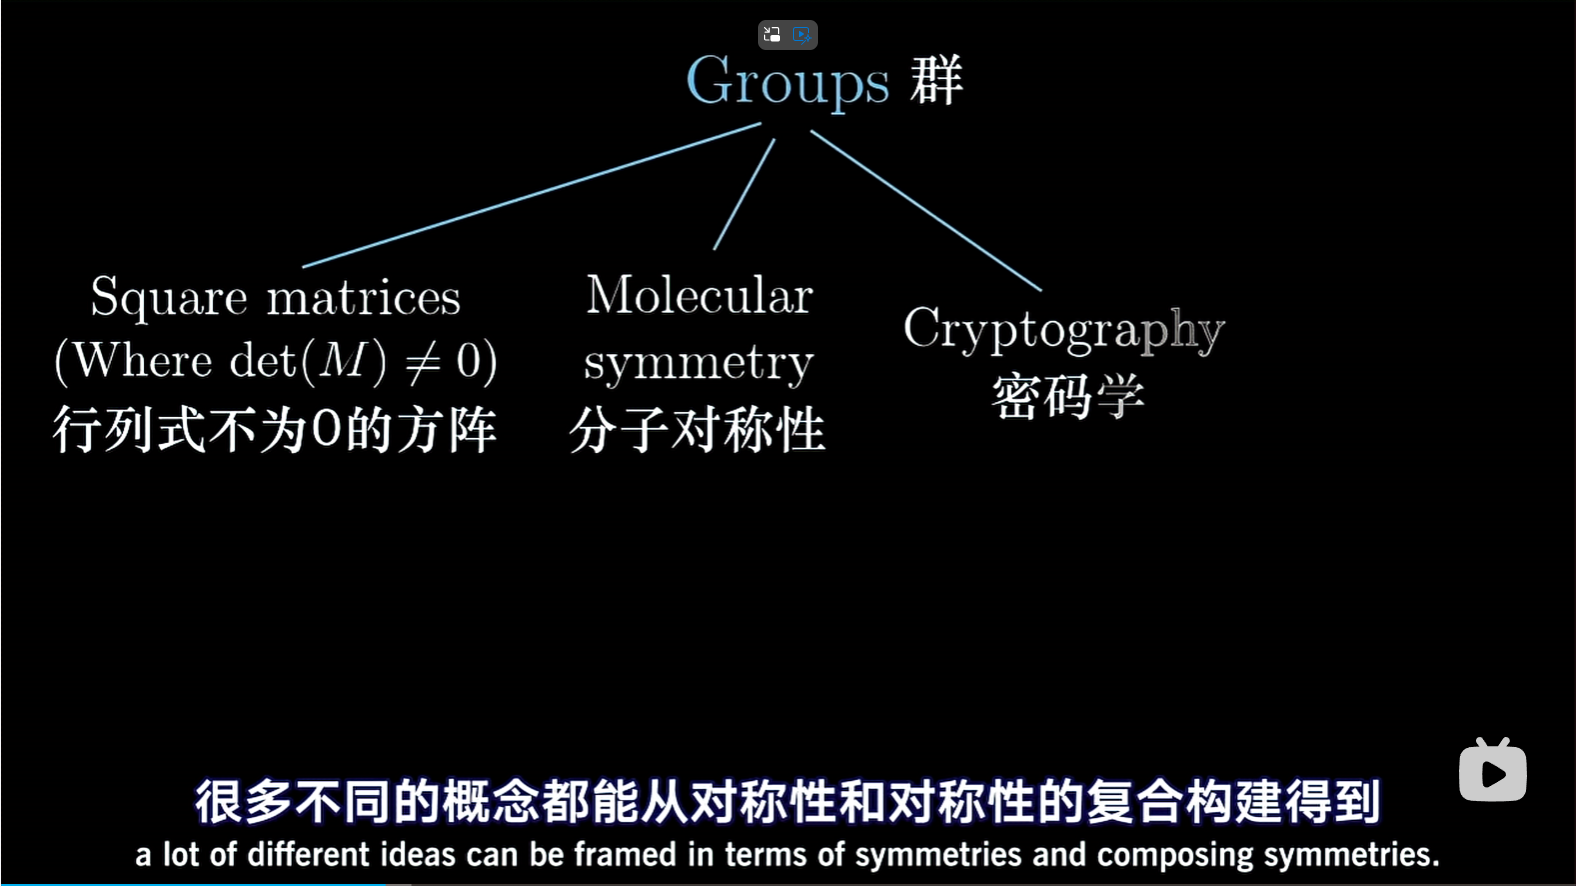 Groups 群
Square matrices
(Where det(M) ≠ 0)
行列式不为0的方阵
Molecular
symmetry
分子对称性
Cryptography
密码学
很多不同的概念都能从对称性和对称性的复合构建得到
a lot of different ideas can be framed in terms of symmetries and composing symmetries.